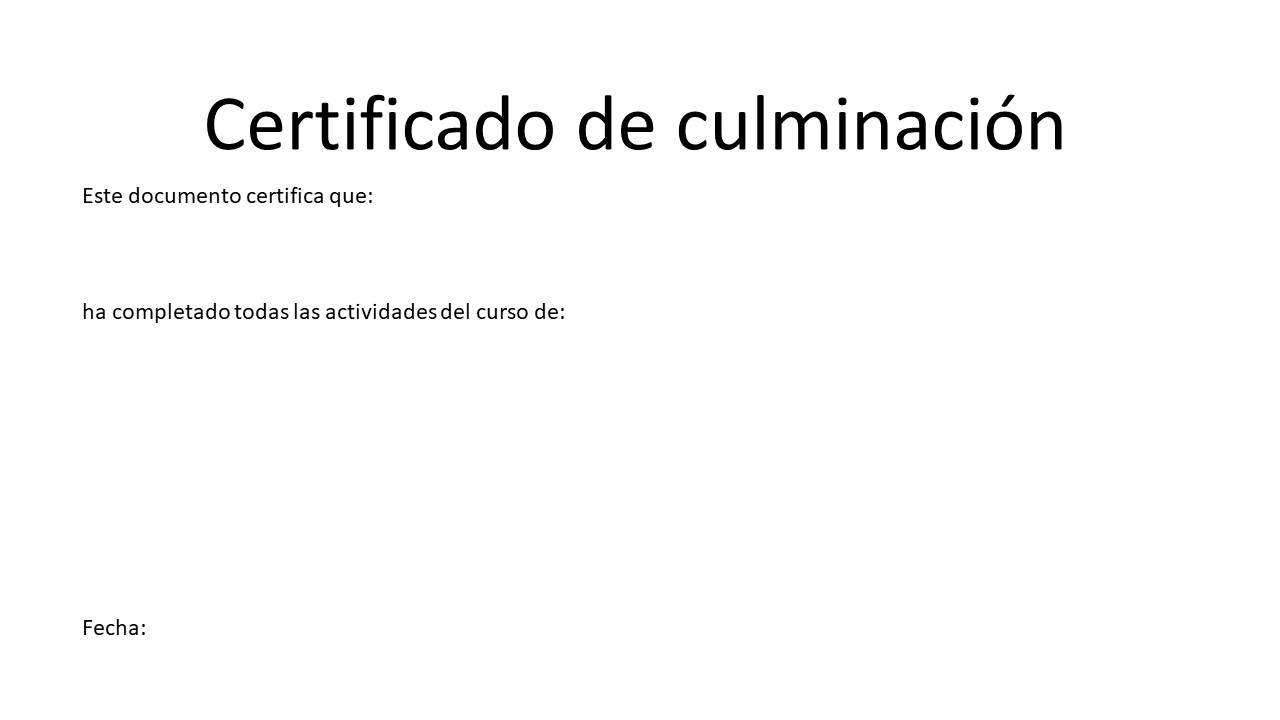 Certificado de culminación
Este documento certifica que:
ha completado todas las actividades del curso de:
Fecha: